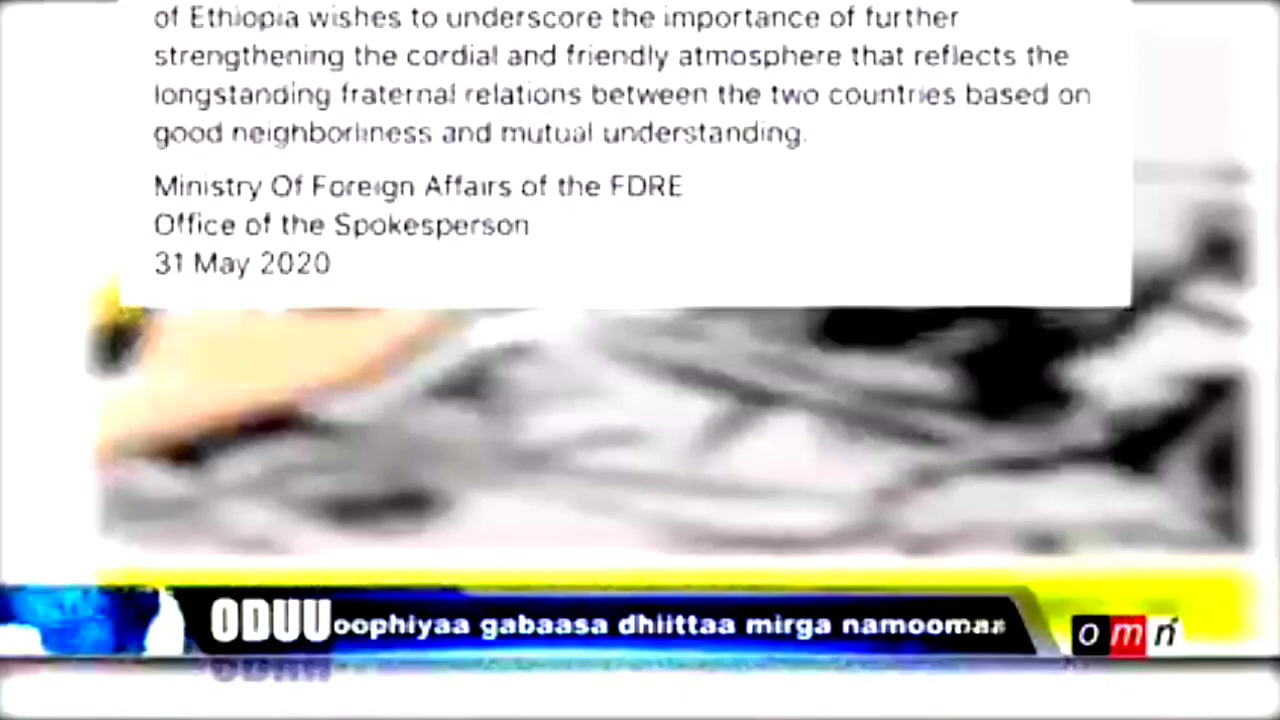 of Ethiopia wishes to underscore the importance of further
strengthening the cordial and friendly atmosphere that reflects the
longstanding fraternal relations between the two countries based on
good neighborliness and mutual understanding.
Ministry Of Foreign Affairs of the FDRE
Office of the Spokesperson
31 May 2020
ODUU
oophiyaa gabaasa dhiittaa mirga namoomaa
omn